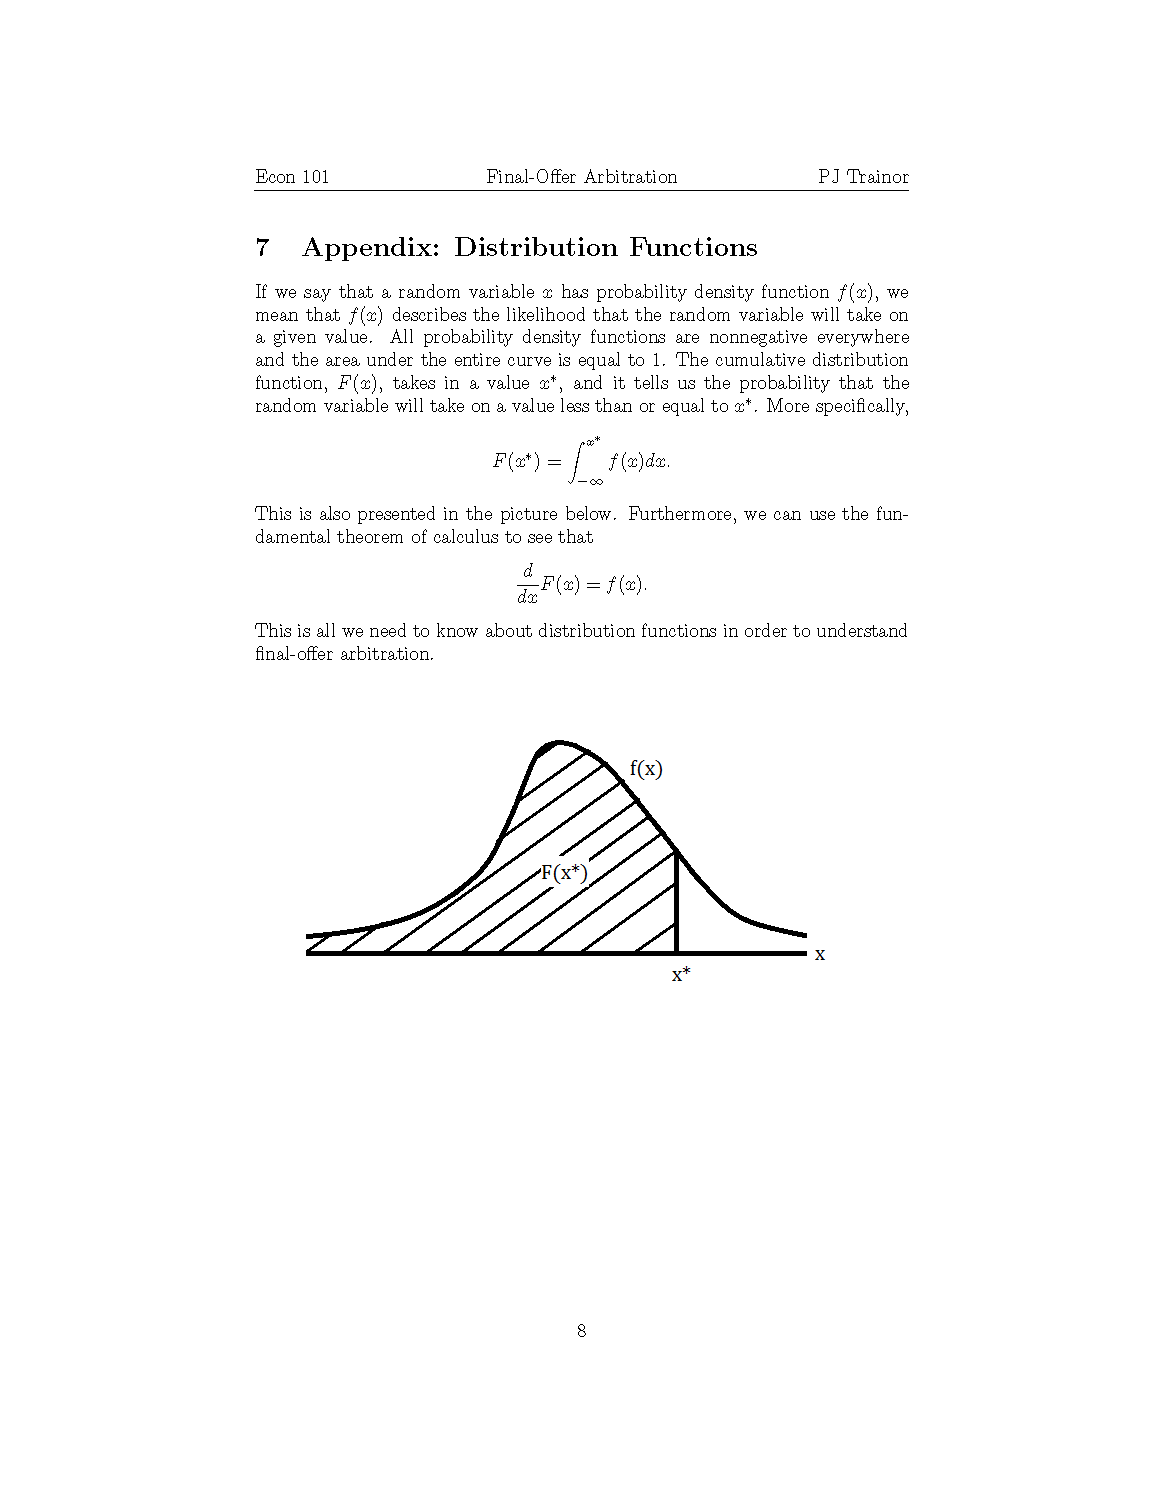 Econ 101 Final-Offer Arbitration PJ Trainor
7 Appendix: Distribution Functions
If we say that a random variable x has probability density function f(x), we
mean that f(x) describes the likelihood that the random variable will take on
a given value. All probability density functions are nonnegative everywhere
and the area under the entire curve is equal to 1. The cumulative distribution
function, F(x), takes in a value x*, and it tells us the probability that the
random variable will take on a value less than or equal to x*. More specifically,
F(x*) = ∫_{-∞}^{x*} f(x)dx.
This is also presented in the picture below. Furthermore, we can use the fun-
damental theorem of calculus to see that
d/dx F(x) = f(x).
This is all we need to know about distribution functions in order to understand
final-offer arbitration.
f(x)
F(x*)
x
x*
8